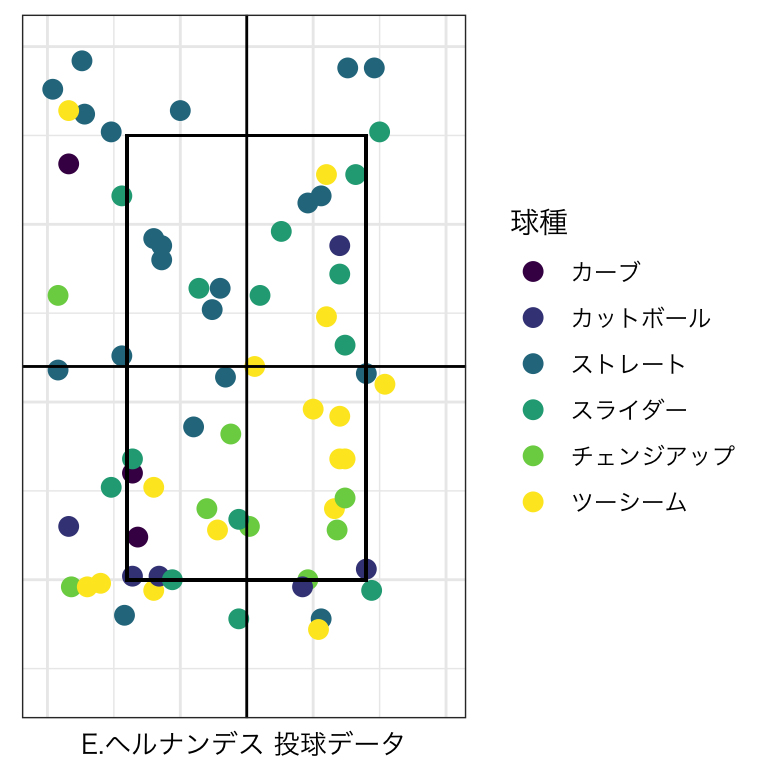 球種
カーブ
カットボール
ストレート
スライダー
チェンジアップ
ツーシーム
E.ヘルナンデス 投球データ